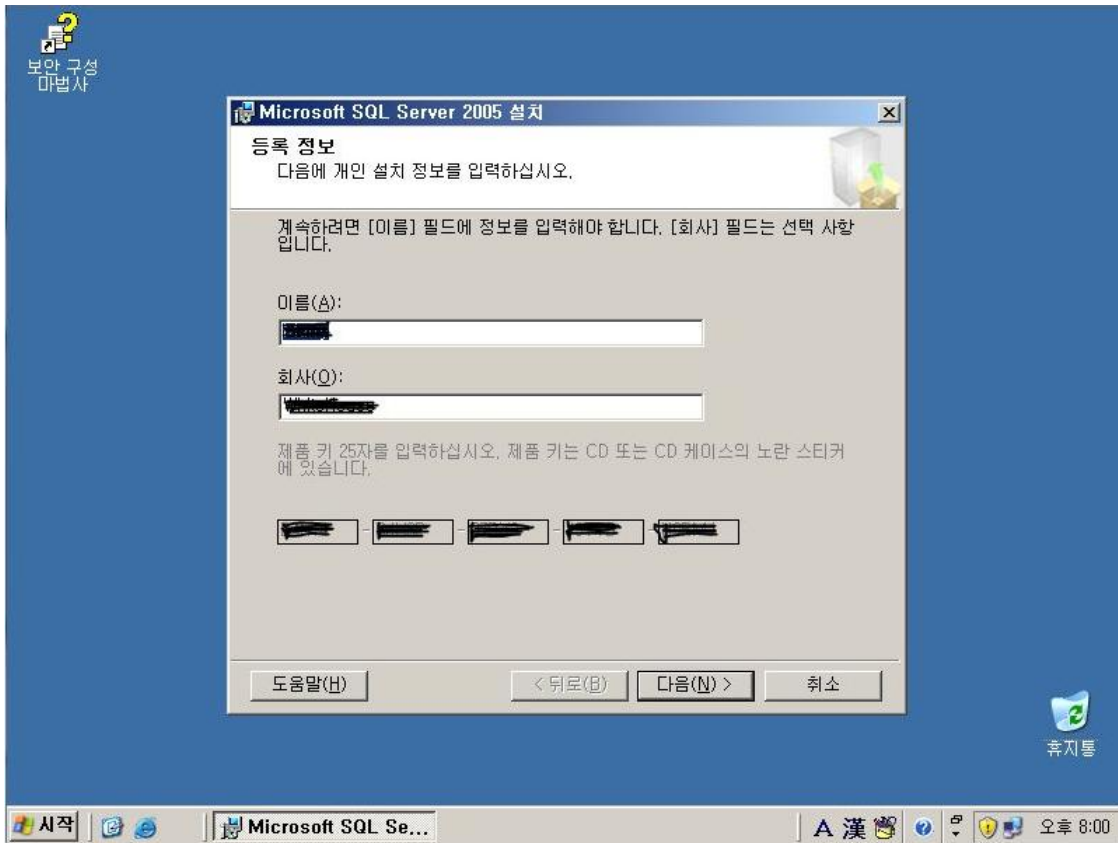 보안 구성
마법사
Microsoft SQL Server 2005 설치
등록 정보
다음에 개인 설치 정보를 입력하십시오.
계속하려면 [이름] 필드에 정보를 입력해야 합니다. [회사] 필드는 선택 사항
입니다.
이름(A):
회사(O):
제품 키 25자를 입력하십시오. 제품 키는 CD 또는 CD 케이스의 노란 스티커
에 있습니다.
도움말(H)
< 뒤로(B)
다음(N) >
취소
휴지통
시작
Microsoft SQL Se...
A 漢
오후 8:00